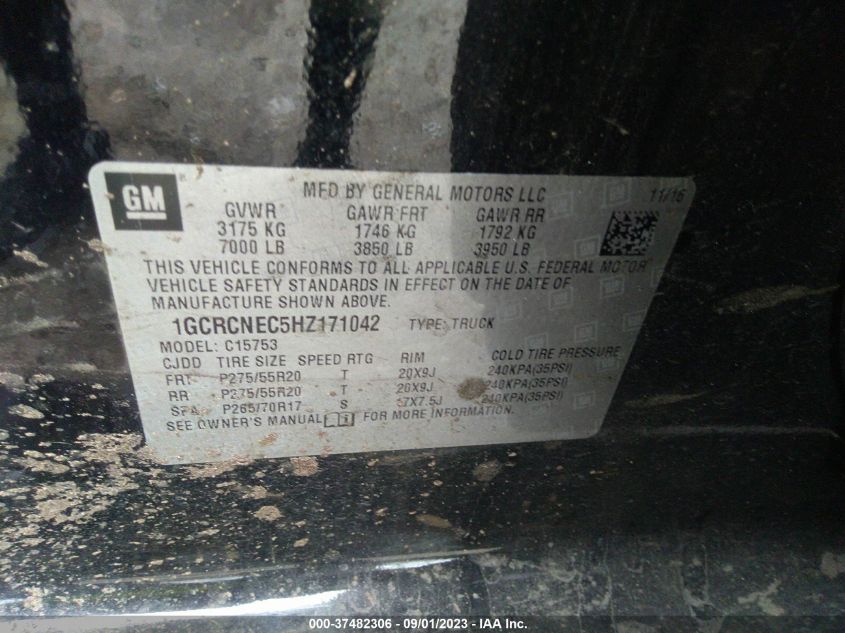 GM
MFD BY GENERAL MOTORS LLC 11/16
GVWR GAWR FRT GAWR RR
3175 KG 1746 KG 1792 KG
7000 LB 3850 LB 3950 LB
THIS VEHICLE CONFORMS TO ALL APPLICABLE U.S. FEDERAL MOTOR
VEHICLE SAFETY STANDARDS IN EFFECT ON THE DATE OF
MANUFACTURE SHOWN ABOVE.
1GCRCNEC5HZ171042 TYPE: TRUCK
MODEL: C15753
CJDD TIRE SIZE SPEED RTG RIM COLD TIRE PRESSURE
FRT P275/55R20 T 20X9J 240KPA(35PSI)
RR P275/55R20 T 20X9J 240KPA(35PSI)
SPA P265/70R17 S 17X7.5J 240KPA(35PSI)
SEE OWNER'S MANUAL FOR MORE INFORMATION.
000-37482306 - 09/01/2023 - IAA Inc.